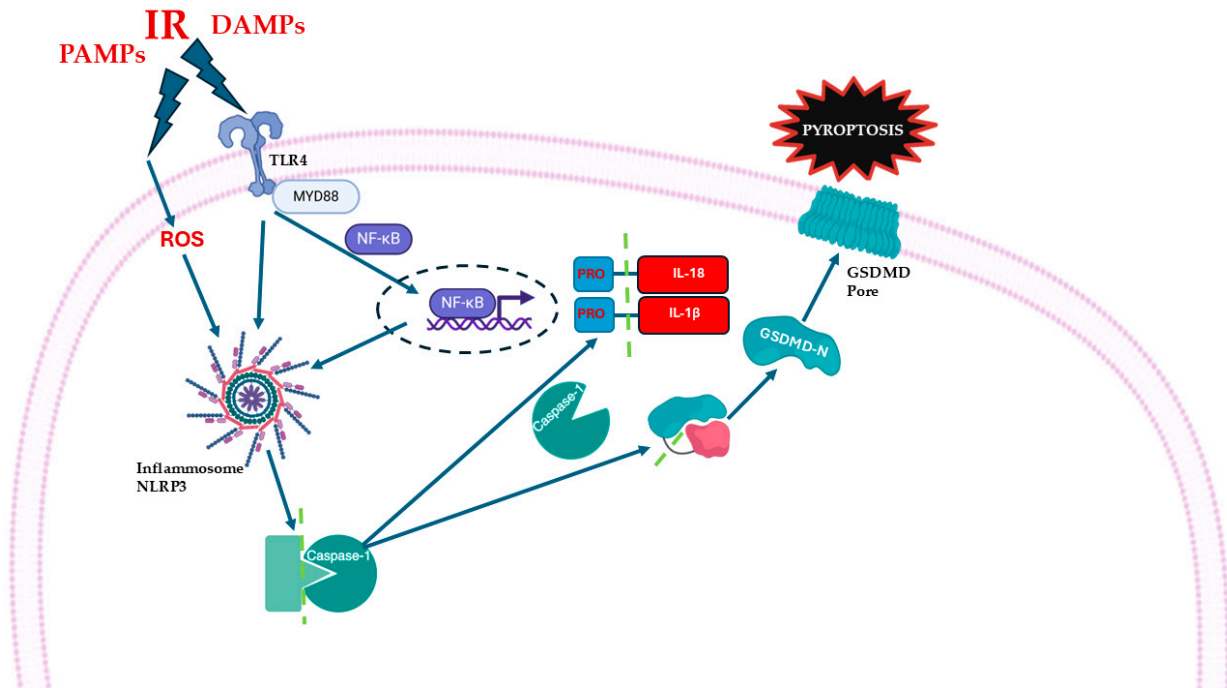 IR
DAMPs
PAMPs
PYROPTOSIS
TLR4
MYD88
ROS
NF-κB
NF-κB
PRO
IL-18
PRO
IL-1β
GSDMD
Pore
GSDMD-N
Caspase-1
Inflammosome
NLRP3
Caspase-1